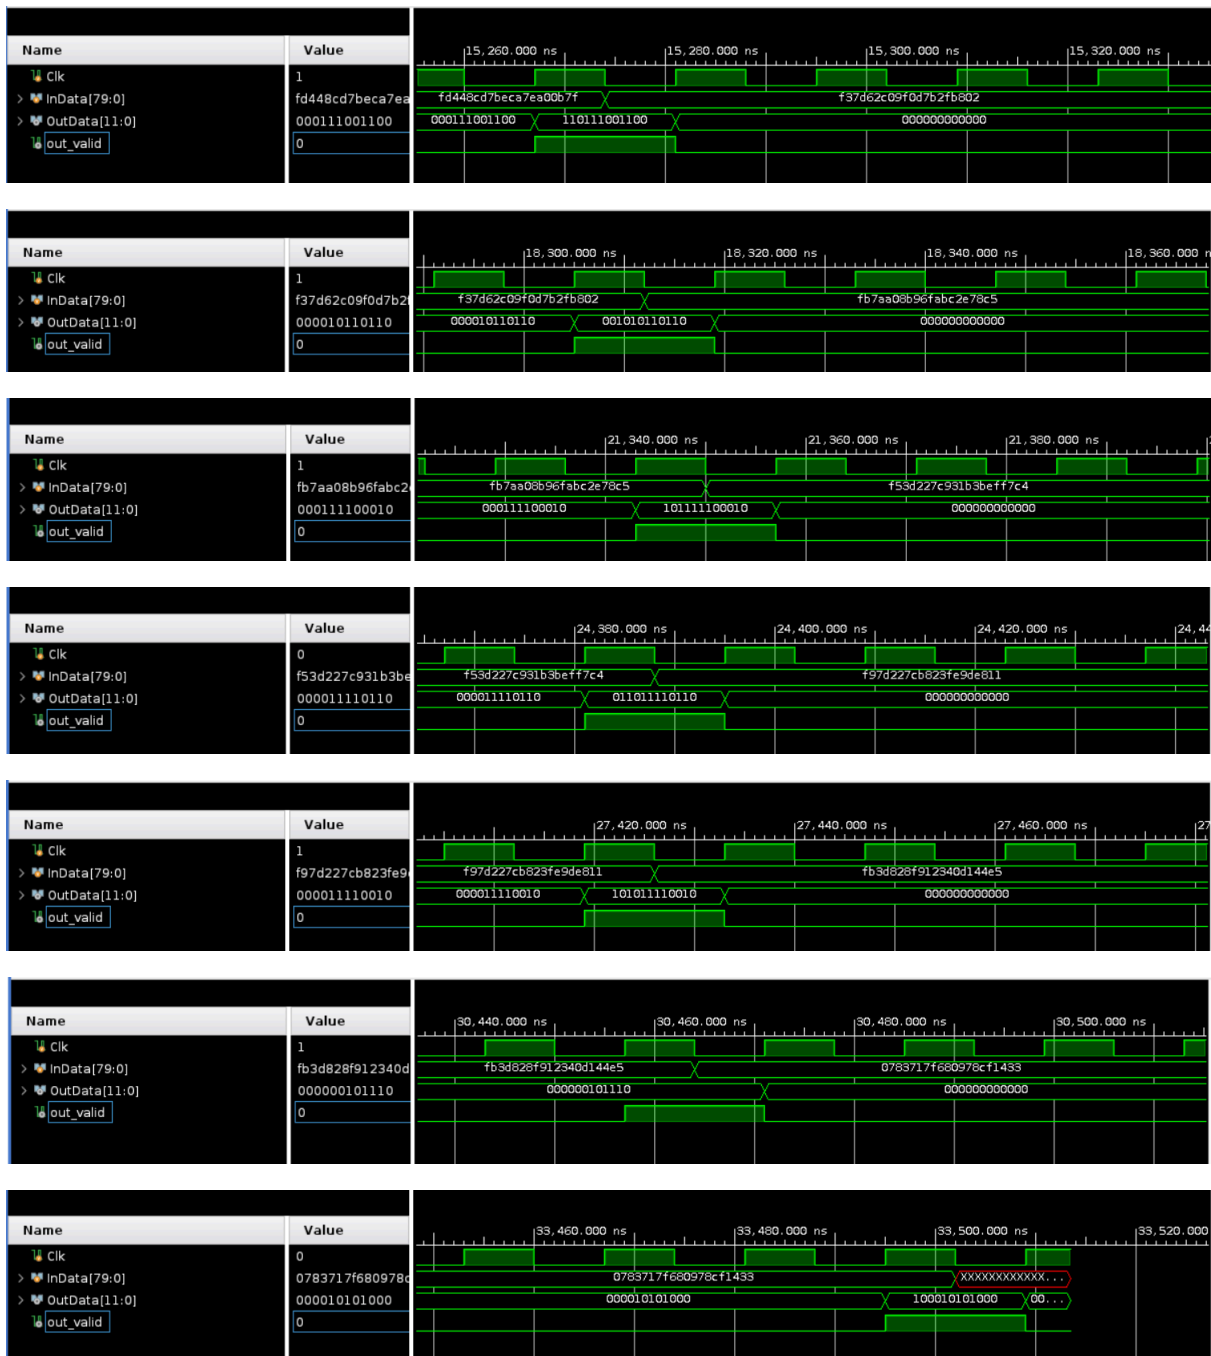 Name Value 15,260.000 ns 15,280.000 ns 15,300.000 ns 15,320.000 ns
Clk 1
InData[79:0] fd448cd7beca7ea fd448cd7beca7ea00b7f f37d62c09f0d7b2fb802
OutData[11:0] 000111001100 000111001100 110111001100 000000000000
out_valid 0
Name Value 18,300.000 ns 18,320.000 ns 18,340.000 ns 18,360.000 n
Clk 1
InData[79:0] f37d62c09f0d7b2f f37d62c09f0d7b2fb802 fb7aa08b96fabc2e78c5
OutData[11:0] 000010110110 000010110110 001010110110 000000000000
out_valid 0
Name Value 21,340.000 ns 21,360.000 ns 21,380.000 ns
Clk 1
InData[79:0] fb7aa08b96fabc2 fb7aa08b96fabc2e78c5 f53d227c931b3beff7c4
OutData[11:0] 000111100010 000111100010 101111100010 000000000000
out_valid 0
Name Value 24,380.000 ns 24,400.000 ns 24,420.000 ns 24,44
Clk 0
InData[79:0] f53d227c931b3be f53d227c931b3beff7c4 f97d227cb823fe9de811
OutData[11:0] 000011110110 000011110110 011011110110 000000000000
out_valid 0
Name Value 27,420.000 ns 27,440.000 ns 27,460.000 ns 27
Clk 1
InData[79:0] f97d227cb823fe9 f97d227cb823fe9de811 fb3d828f912340d144e5
OutData[11:0] 000011110010 000011110010 101011110010 000000000000
out_valid 0
Name Value 30,440.000 ns 30,460.000 ns 30,480.000 ns 30,500.000 ns
Clk 1
InData[79:0] fb3d828f912340d fb3d828f912340d144e5 0783717f680978cf1433
OutData[11:0] 000000101110 000000101110 000000000000
out_valid 0
Name Value 33,460.000 ns 33,480.000 ns 33,500.000 ns 33,520.000
Clk 0
InData[79:0] 0783717f680978c 0783717f680978cf1433 XXXXXXXXXXXX...
OutData[11:0] 000010101000 000010101000 100010101000 00...
out_valid 0